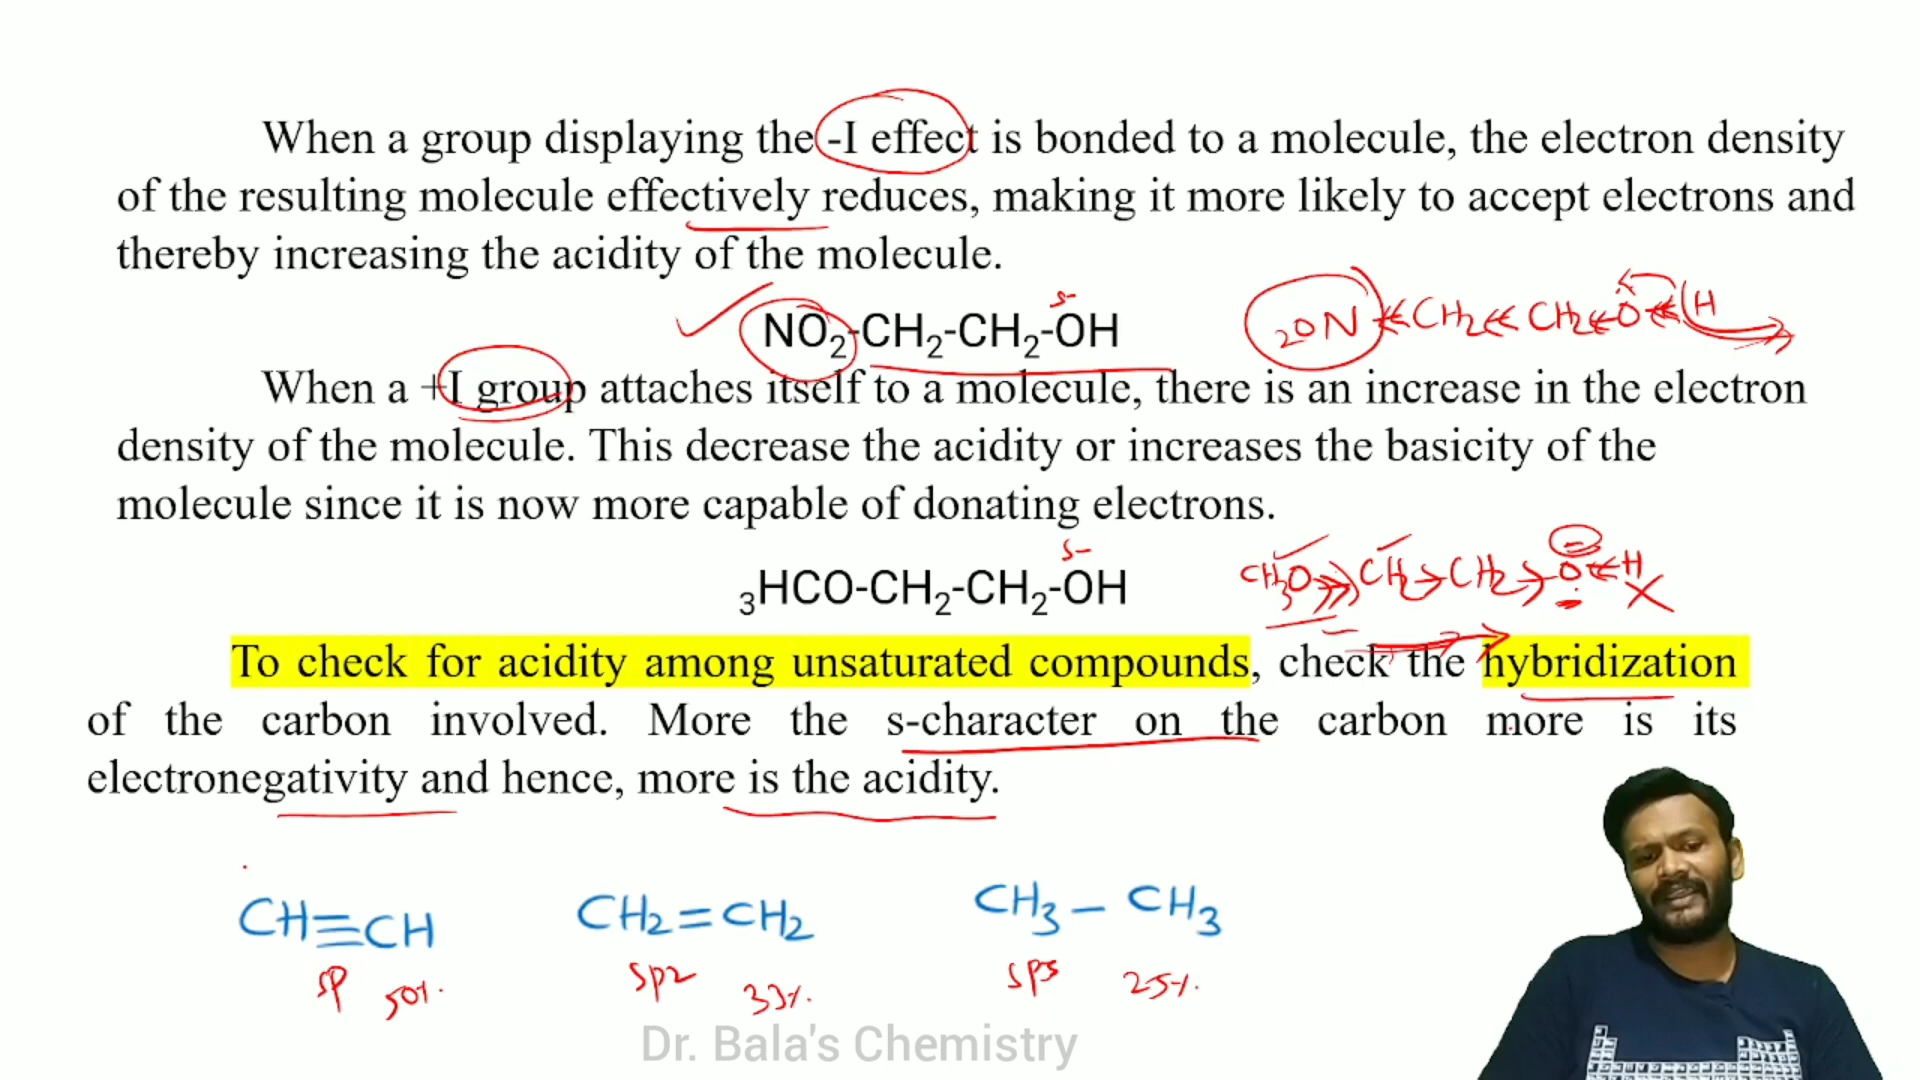 When a group displaying the -I effect is bonded to a molecule, the electron density
of the resulting molecule effectively reduces, making it more likely to accept electrons and
thereby increasing the acidity of the molecule.
δ-
NO2-CH2-CH2-OH
2ON CH2 CH2 O H
When a +I group attaches itself to a molecule, there is an increase in the electron
density of the molecule. This decrease the acidity or increases the basicity of the
molecule since it is now more capable of donating electrons.
δ-
3HCO-CH2-CH2-OH
CH3O CH2 CH2 O H
To check for acidity among unsaturated compounds, check the hybridization
of the carbon involved. More the s-character on the carbon more is its
electronegativity and hence, more is the acidity.
CH≡CH CH2=CH2 CH3-CH3
sp 50%. sp2 33%. sp3 25%.
Dr. Bala's Chemistry